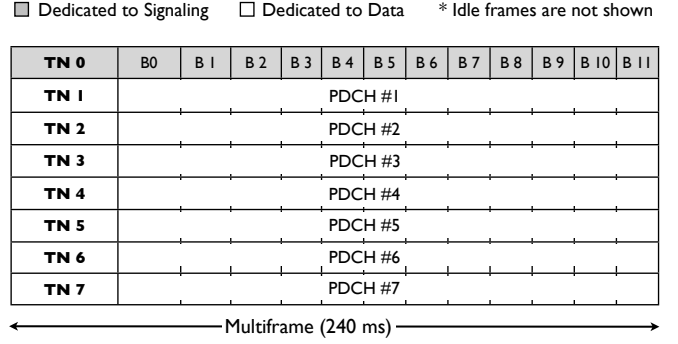 Dedicated to Signaling Dedicated to Data * Idle frames are not shown
TN 0 B0 B 1 B 2 B 3 B 4 B 5 B 6 B 7 B 8 B 9 B 10 B 11
TN 1 PDCH #1
TN 2 PDCH #2
TN 3 PDCH #3
TN 4 PDCH #4
TN 5 PDCH #5
TN 6 PDCH #6
TN 7 PDCH #7
Multiframe (240 ms)